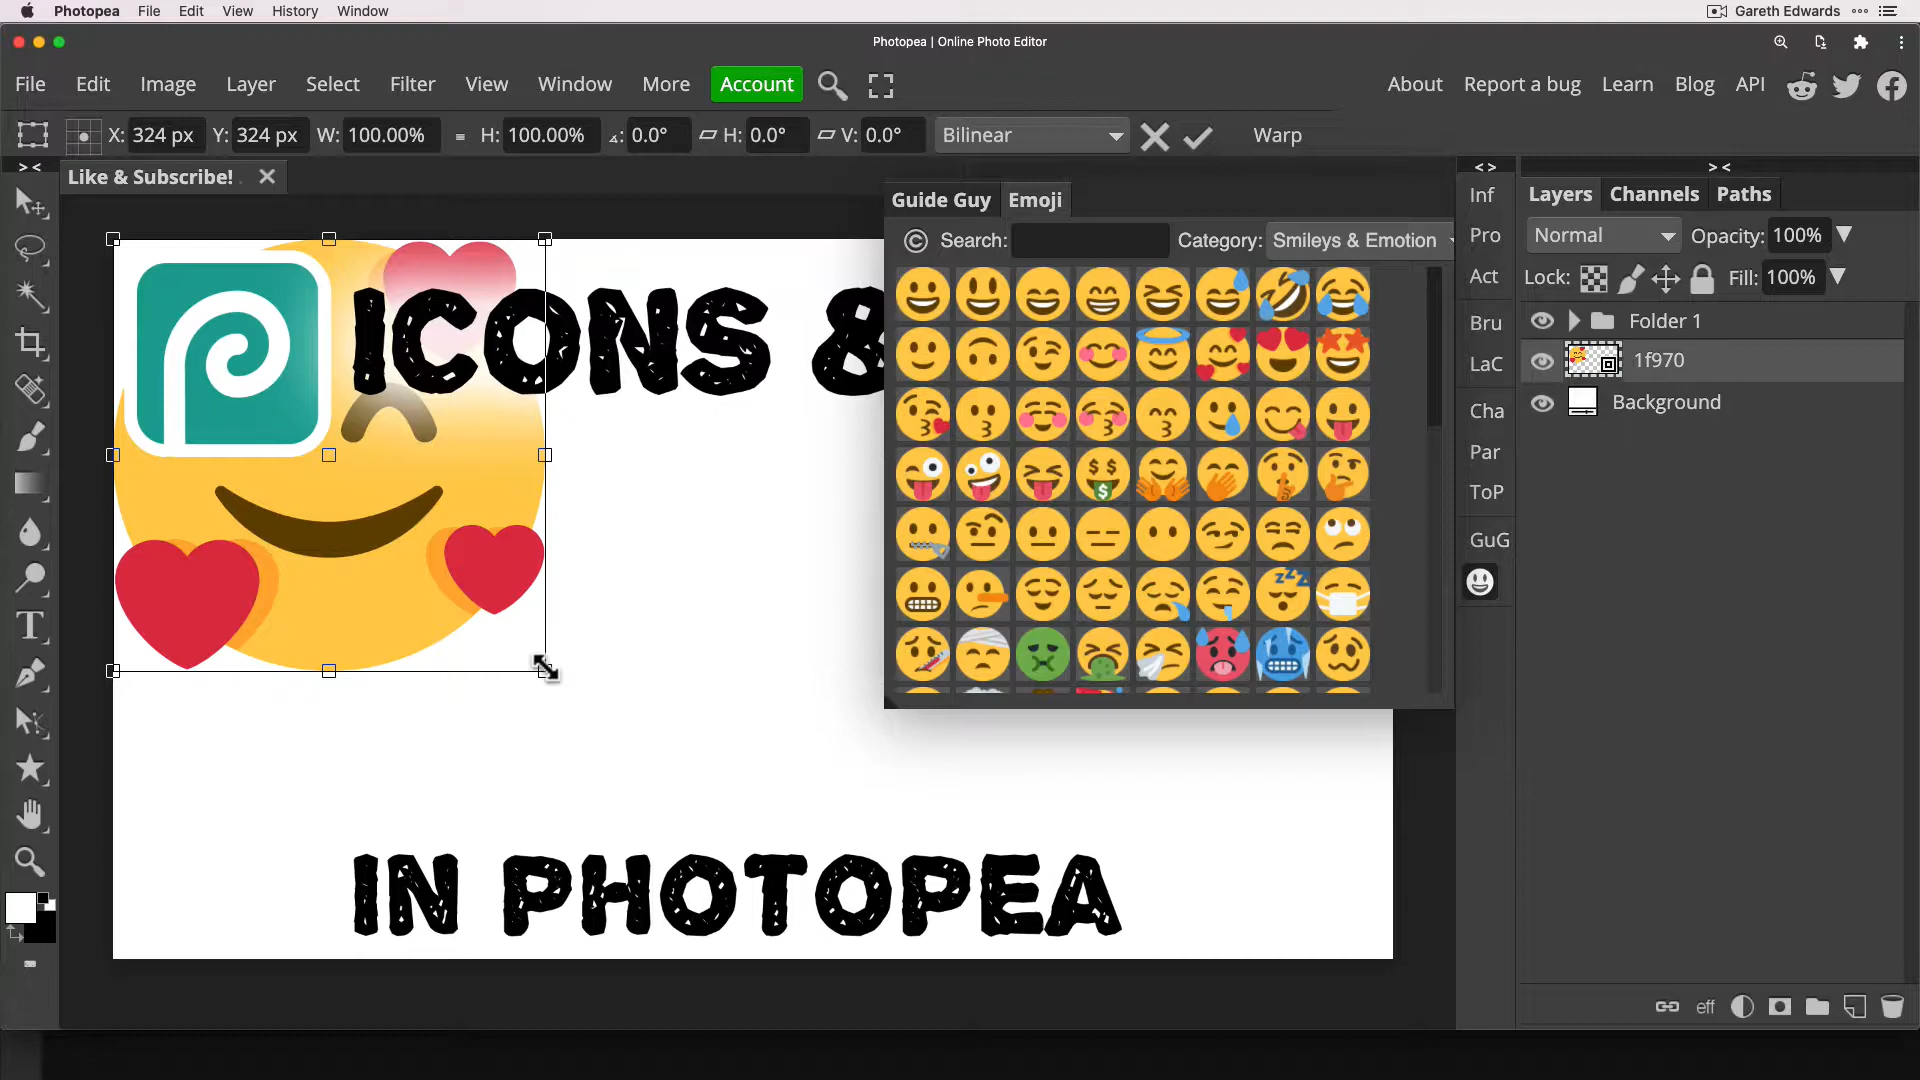 Photopea File Edit View History Window Gareth Edwards
Photopea | Online Photo Editor
File Edit Image Layer Select Filter View Window More Account About Report a bug Learn Blog API
X: 324 px Y: 324 px W: 100.00% H: 100.00% 0.0° H: 0.0° V: 0.0° Bilinear Warp
> < < > > <
Like & Subscribe!
Guide Guy Emoji
© Search: Category: Smileys & Emotion
ICONS &
IN PHOTOPEA
Inf
Pro
Act
Bru
LaC
Cha
Par
ToP
GuG
Layers Channels Paths
Normal Opacity: 100%
Lock: Fill: 100%
Folder 1
1f970
Background
eff